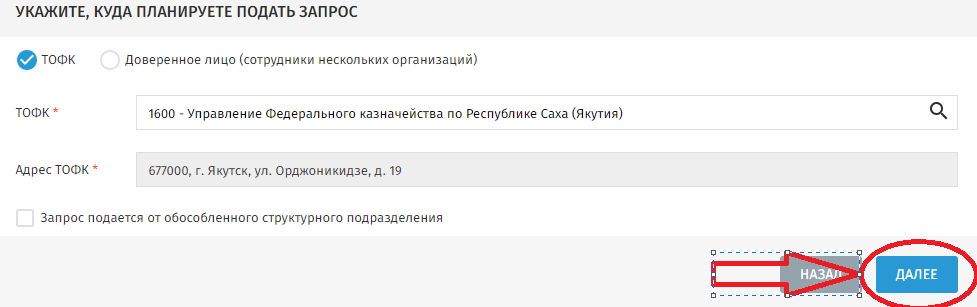 УКАЖИТЕ, КУДА ПЛАНИРУЕТЕ ПОДАТЬ ЗАПРОС
ТОФК Доверенное лицо (сотрудники нескольких организаций)
ТОФК * 1600 - Управление Федерального казначейства по Республике Саха (Якутия)
Адрес ТОФК * 677000, г. Якутск, ул. Орджоникидзе, д. 19
Запрос подается от обособленного структурного подразделения
НАЗАД ДАЛЕЕ